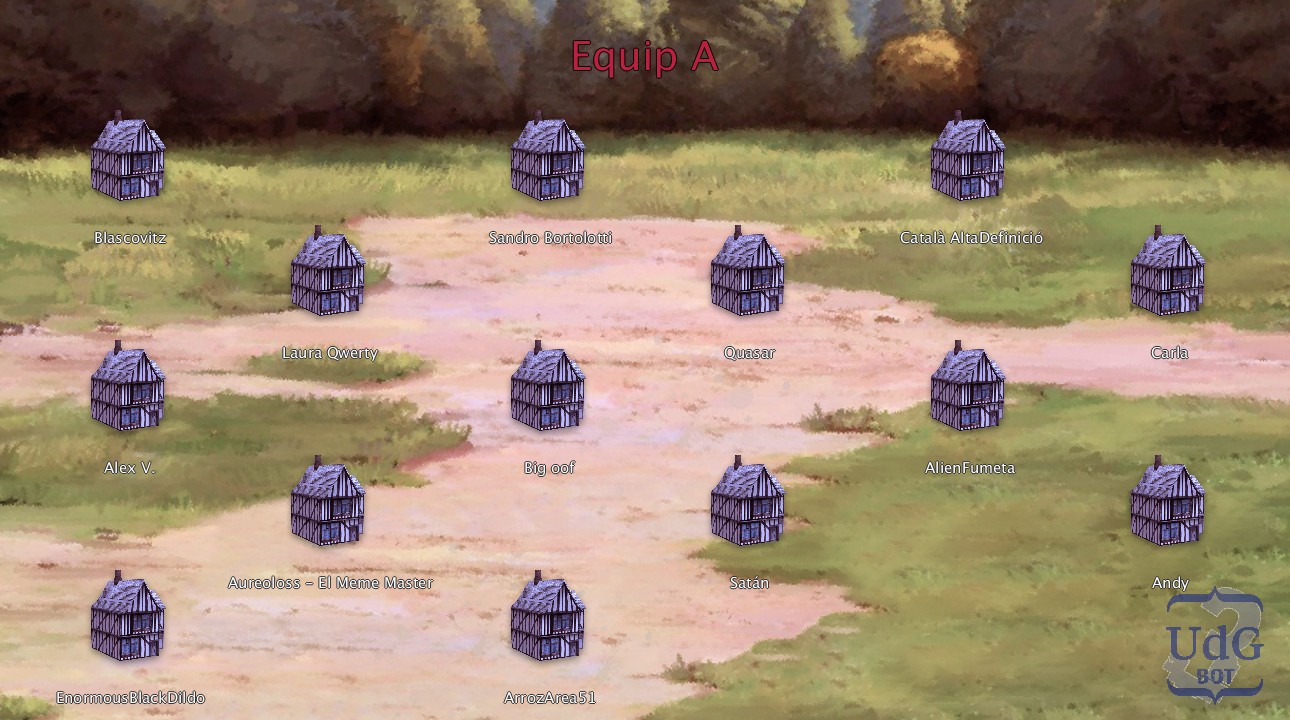 Equip A
Blascovitz
Sandro Bortolotti
Català AltaDefinició
Laura Qwerty
Quasar
Carla
Alex V.
Big oof
AlienFumeta
Aureoloss - El Meme Master
Satán
Andy
EnormousBlackDildo
ArrozArea51
UdG
BOT